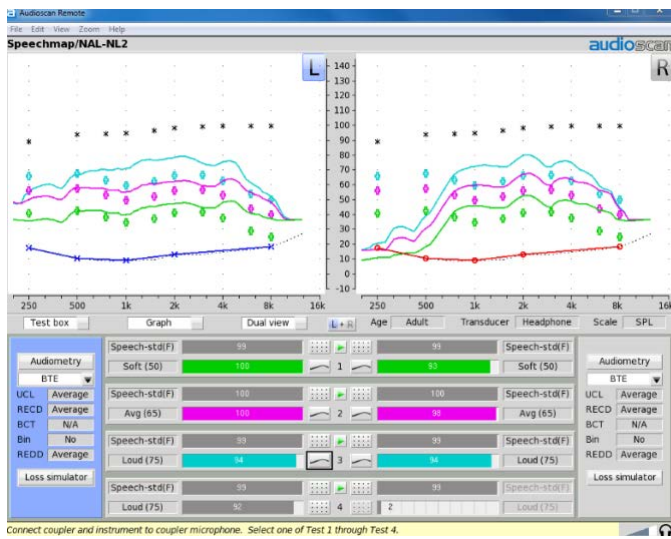 Audioscan Remote
File Edit View Zoom Help
Speechmap/NAL-NL2
audioscan
L
R
140
130
120
110
100
90
80
70
60
50
40
30
20
10
0
-10
250 500 1k 2k 4k 8k 16k
250 500 1k 2k 4k 8k 16k
Test box Graph Dual view L + R Age Adult Transducer Headphone Scale SPL
Audiometry
BTE
UCL Average
RECD Average
BCT N/A
Bin No
REDD Average
Loss simulator
Speech-std(F) 99 99 Speech-std(F)
Soft (50) 100 1 93 Soft (50)
Speech-std(F) 100 100 Speech-std(F)
Avg (65) 100 2 98 Avg (65)
Speech-std(F) 99 99 Speech-std(F)
Loud (75) 94 3 94 Loud (75)
Speech-std(F) 99 99 Speech-std(F)
Loud (75) 92 4 2 Loud (75)
Audiometry
BTE
UCL Average
RECD Average
BCT N/A
Bin No
REDD Average
Loss simulator
Connect coupler and instrument to coupler microphone. Select one of Test 1 through Test 4.